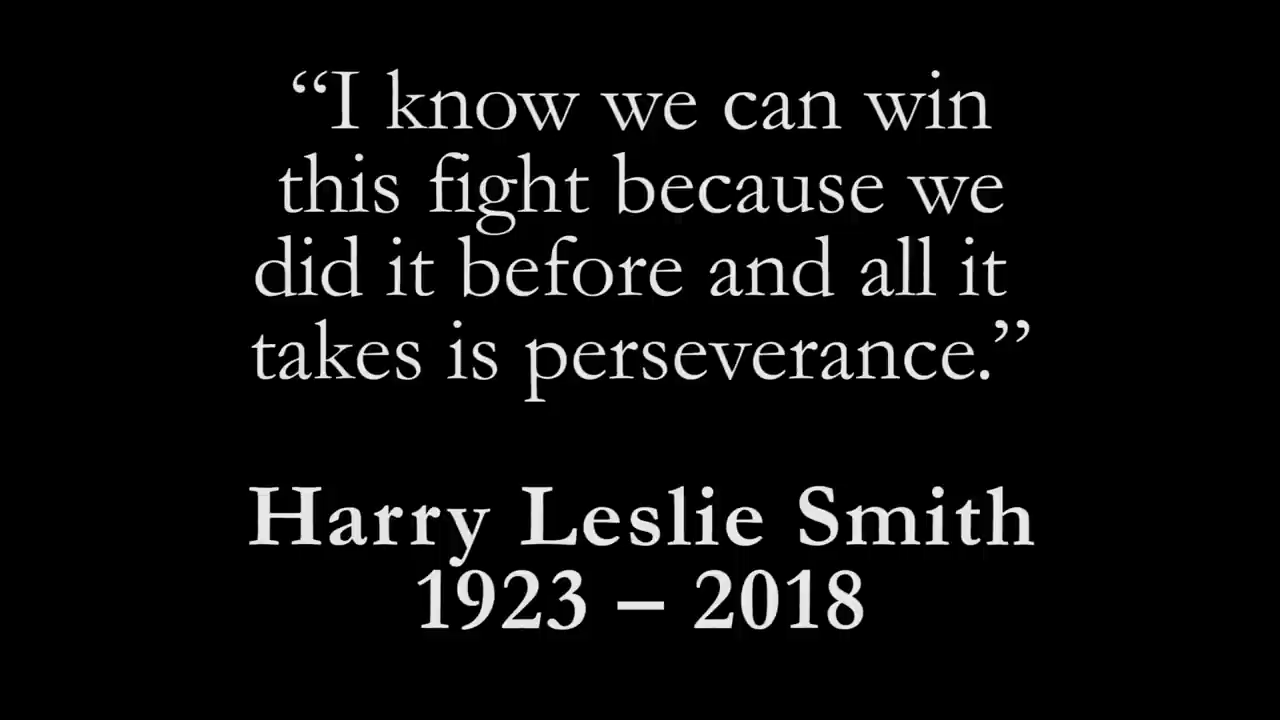 “I know we can win
this fight because we
did it before and all it
takes is perseverance.”
Harry Leslie Smith
1923 – 2018